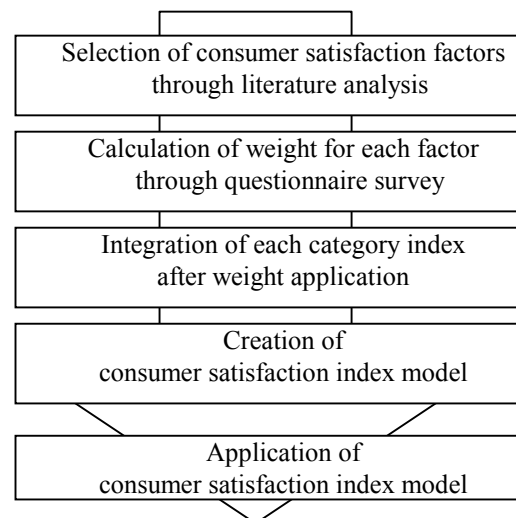 Selection of consumer satisfaction factors
through literature analysis
Calculation of weight for each factor
through questionnaire survey
Integration of each category index
after weight application
Creation of
consumer satisfaction index model
Application of
consumer satisfaction index model